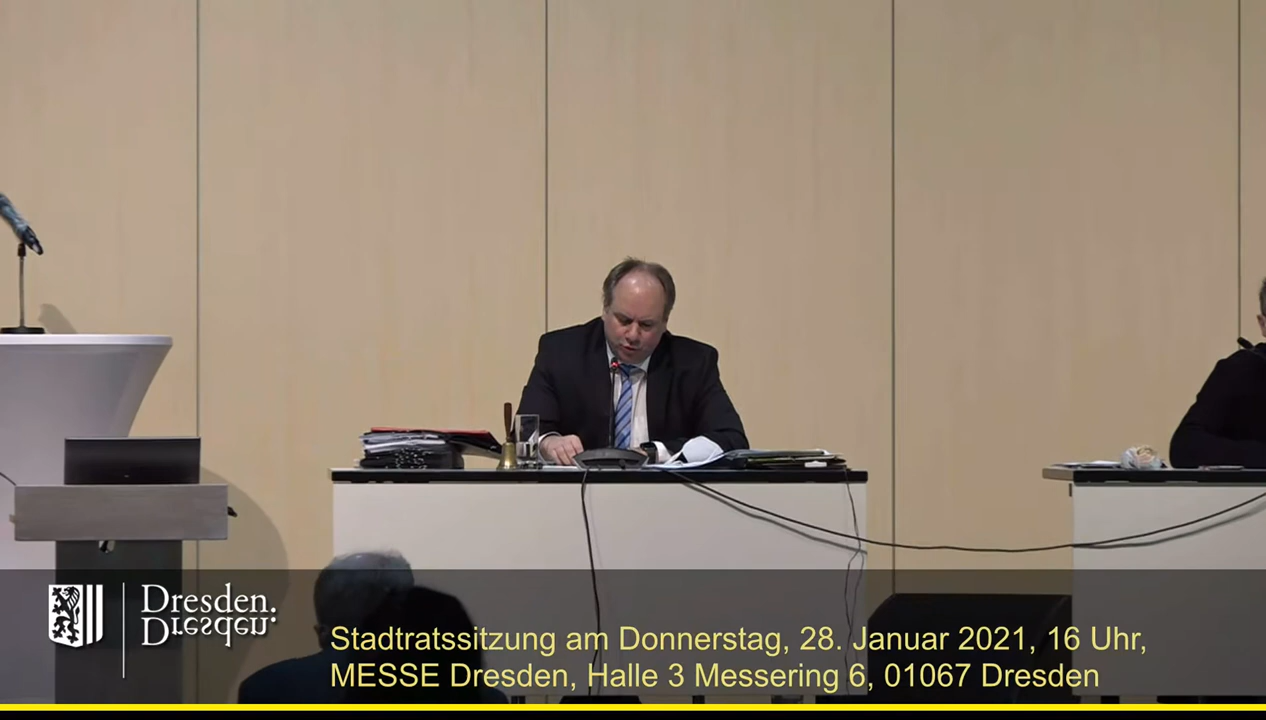 Dresden.
Dresden.
Stadtratssitzung am Donnerstag, 28. Januar 2021, 16 Uhr,
MESSE Dresden, Halle 3 Messering 6, 01067 Dresden